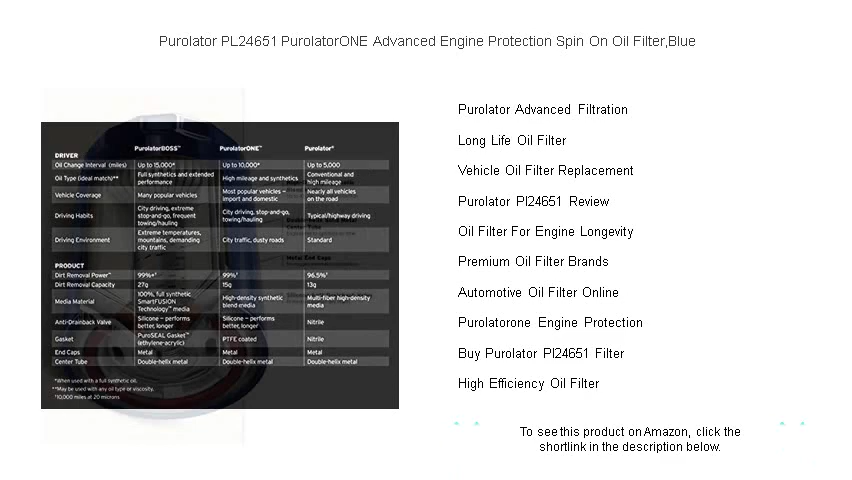 Purolator PL24651 PurolatorONE Advanced Engine Protection Spin On Oil Filter,Blue
PurolatorBOSS™ PurolatorONE™ Purolator®
DRIVER
Oil Change Interval (miles) Up to 15,000* Up to 10,000* Up to 5,000
Oil Type (ideal match)** Full synthetics and extended performance High mileage and synthetics Conventional and high mileage
Vehicle Coverage Many popular vehicles Most popular vehicles – import and domestic Nearly all vehicles on the road
Driving Habits City driving, extreme stop-and-go, frequent towing/hauling City driving, stop-and-go, towing/hauling Typical/highway driving
Driving Environment Extreme temperatures, mountains, demanding city traffic City traffic, dusty roads Standard
PRODUCT
Dirt Removal Power™ 99%+† 99%† 96.5%†
Dirt Removal Capacity 27g 15g 13g
Media Material 100%, full synthetic SmartFUSION Technology™ media High-density synthetic blend media Multi-fiber high-density media
Anti-Drainback Valve Silicone – performs better, longer Silicone – performs better, longer Nitrile
Gasket PuroSEAL Gasket™ (ethylene-acrylic) PTFE coated Nitrile
End Caps Metal Metal Metal
Center Tube Double-helix metal Double-helix metal Double-helix metal
*When used with a full synthetic oil.
**May be used with any oil type or viscosity.
†10,000 miles at 20 microns
Purolator Advanced Filtration
Long Life Oil Filter
Vehicle Oil Filter Replacement
Purolator Pl24651 Review
Oil Filter For Engine Longevity
Premium Oil Filter Brands
Automotive Oil Filter Online
Purolatorone Engine Protection
Buy Purolator Pl24651 Filter
High Efficiency Oil Filter
To see this product on Amazon, click the
shortlink in the description below.